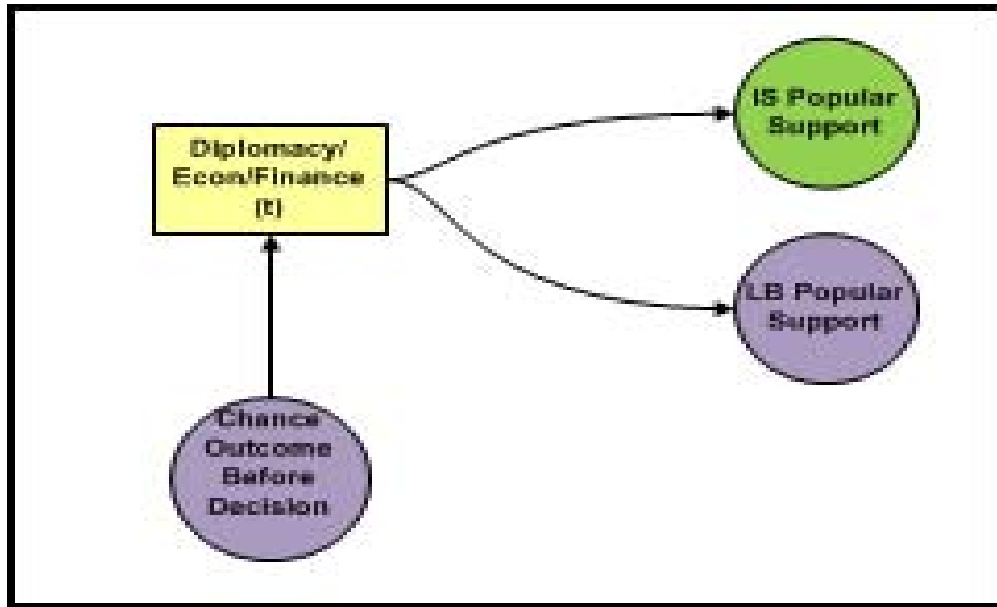 IS Popular
Support
Diplomacy/
Econ/Finance
(t)
LB Popular
Support
Chance
Outcome
Before
Decision